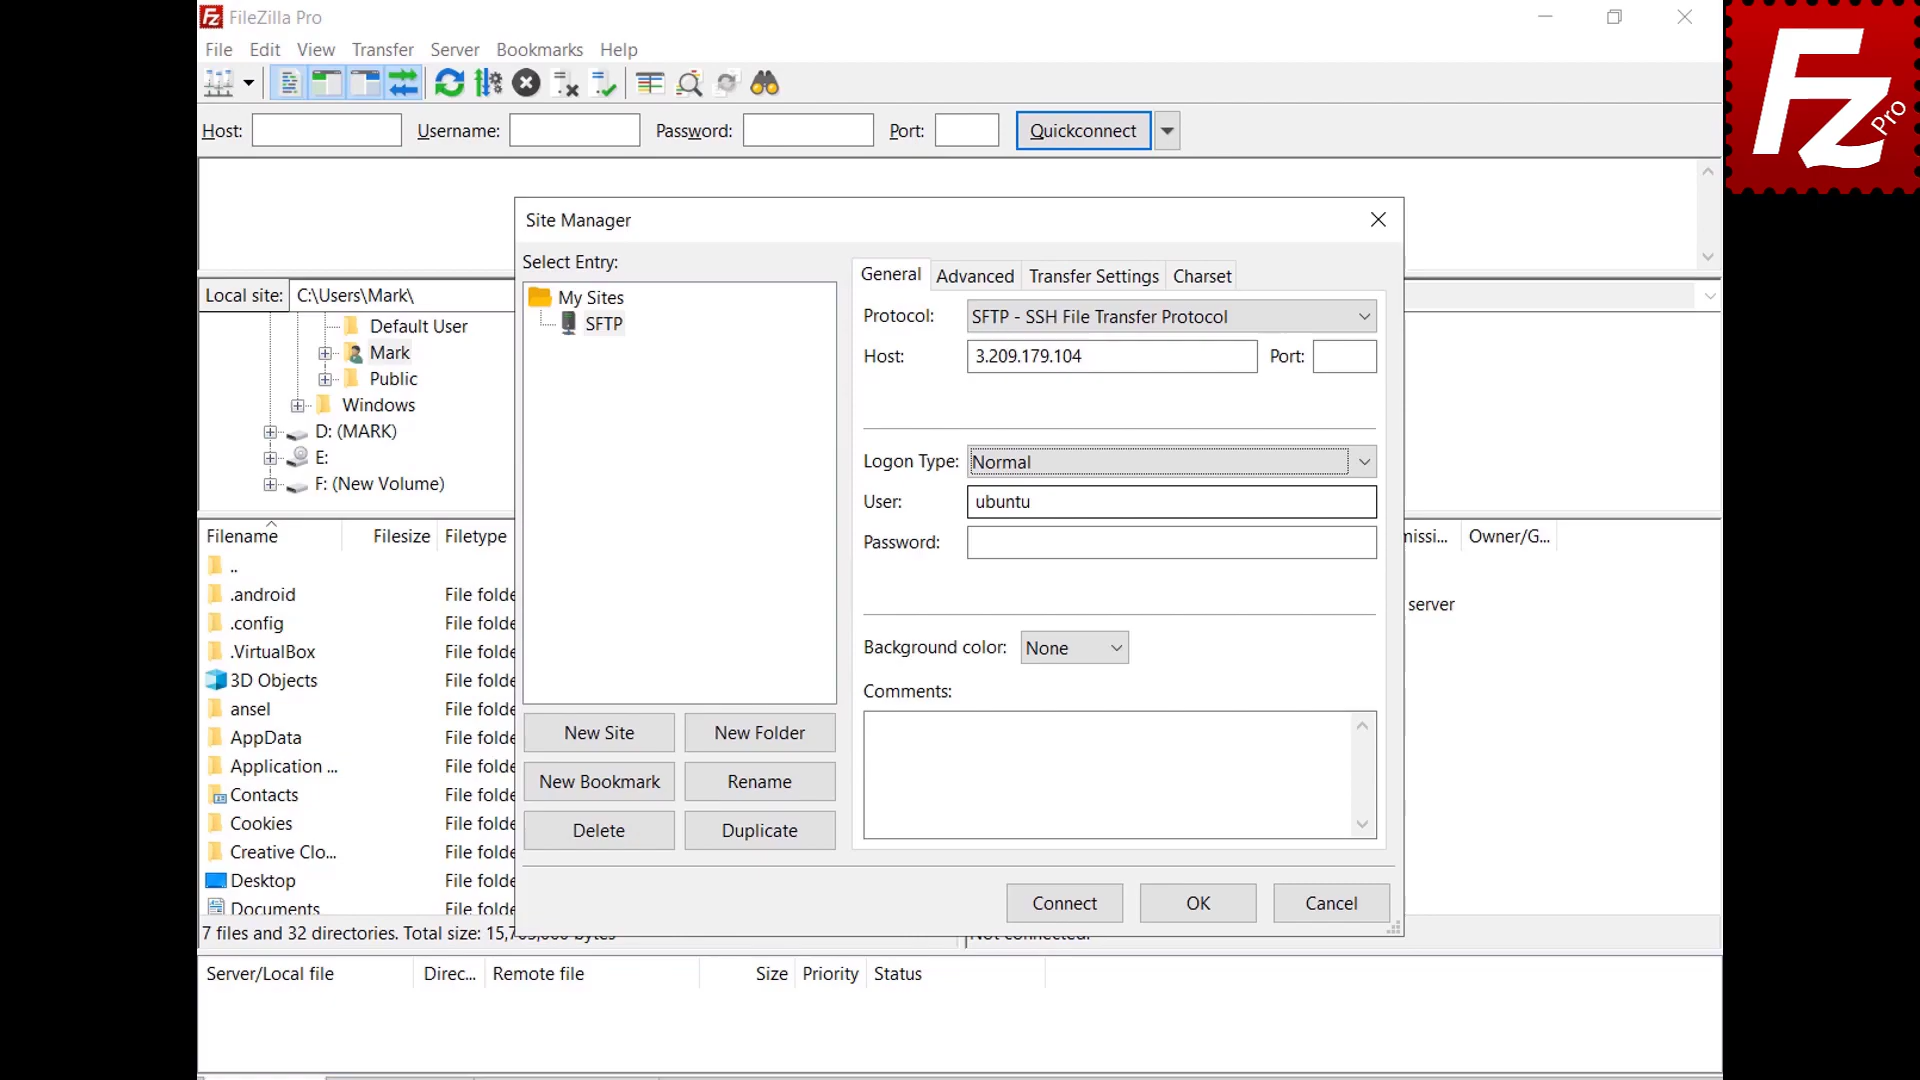 FileZilla Pro
File Edit View Transfer Server Bookmarks Help
Host: Username: Password: Port: Quickconnect
Fz Pro
Site Manager
Select Entry:
My Sites
SFTP
General Advanced Transfer Settings Charset
Protocol: SFTP - SSH File Transfer Protocol
Host: 3.209.179.104 Port:
Logon Type: Normal
User: ubuntu
Password:
Background color: None
Comments:
New Site New Folder
New Bookmark Rename
Delete Duplicate
Connect OK Cancel
Local site: C:\Users\Mark\
Default User
Mark
Public
Windows
D: (MARK)
E:
F: (New Volume)
Filename Filesize Filetype
..
.android File folde
.config File folde
.VirtualBox File folde
3D Objects File folde
ansel File folde
AppData File folde
Application ... File folde
Contacts File folde
Cookies File folde
Creative Clo... File folde
Desktop File folde
Documents File folde
missi... Owner/G...
server
7 files and 32 directories. Total size: bytes
Not connected.
Server/Local file Direc... Remote file Size Priority Status